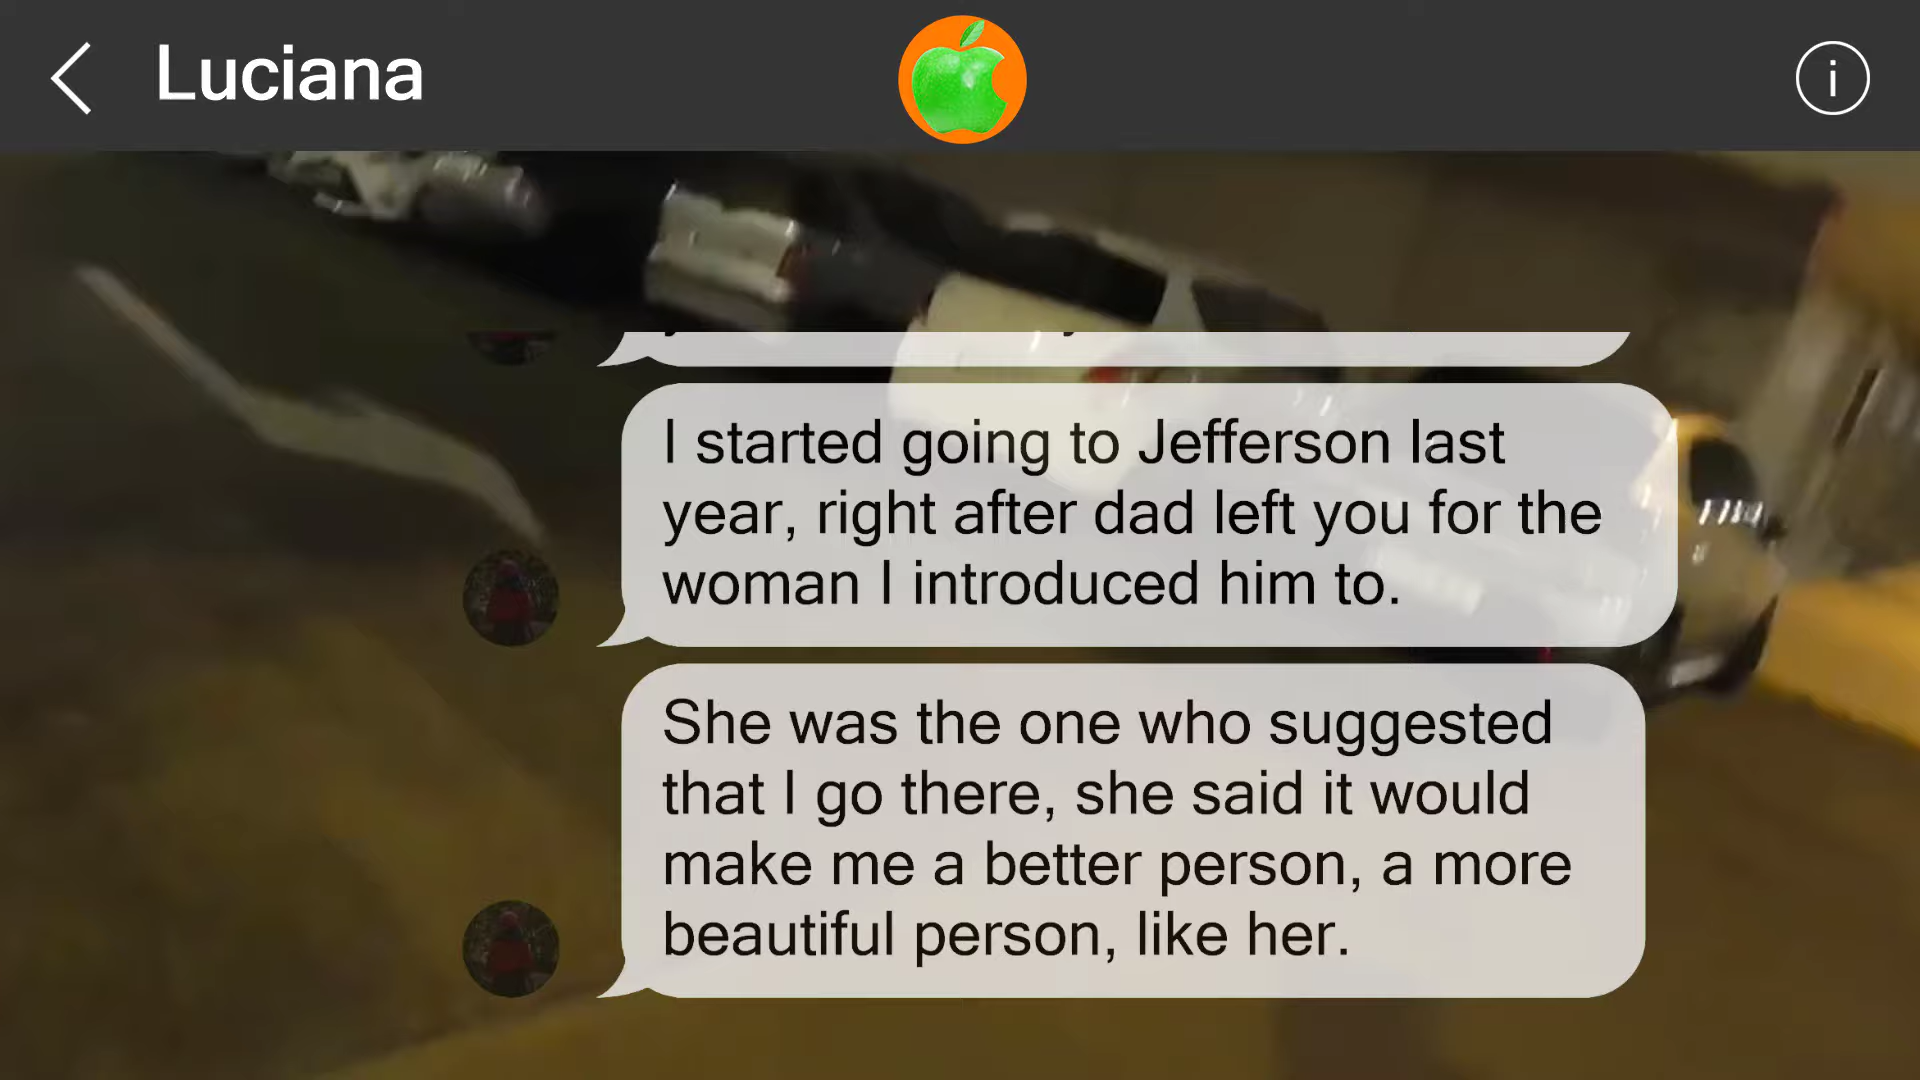 Luciana
I started going to Jefferson last
year, right after dad left you for the
woman I introduced him to.
She was the one who suggested
that I go there, she said it would
make me a better person, a more
beautiful person, like her.